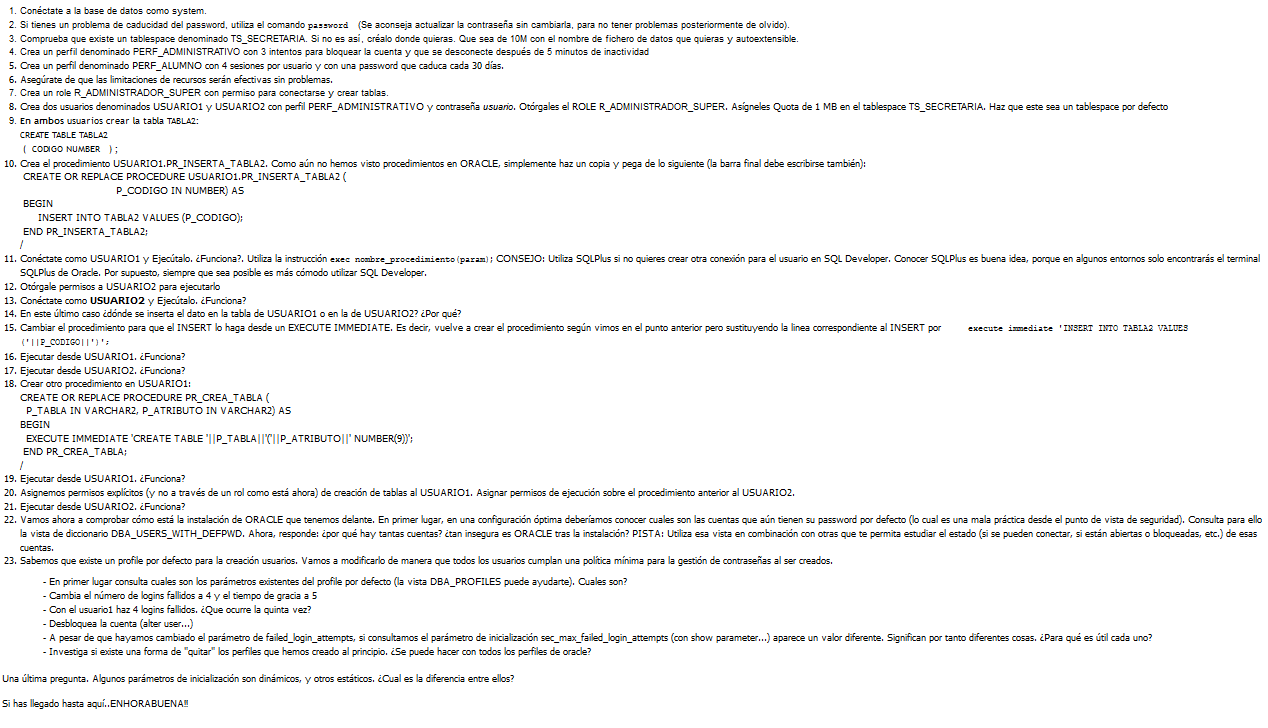 1. Conéctate a la base de datos como system.
2. Si tienes un problema de caducidad del password, utiliza el comando password (Se aconseja actualizar la contraseña sin cambiarla, para no tener problemas posteriormente de olvido).
3. Comprueba que existe un tablespace denominado TS_SECRETARIA. Si no es así, créalo donde quieras. Que sea de 10M con el nombre de fichero de datos que quieras y autoextensible.
4. Crea un perfil denominado PERF_ADMINISTRATIVO con 3 intentos para bloquear la cuenta y que se desconecte después de 5 minutos de inactividad
5. Crea un perfil denominado PERF_ALUMNO con 4 sesiones por usuario y con una password que caduca cada 30 días.
6. Asegúrate de que las limitaciones de recursos serán efectivas sin problemas.
7. Crea un role R_ADMINISTRADOR_SUPER con permiso para conectarse y crear tablas.
8. Crea dos usuarios denominados USUARIO1 y USUARIO2 con perfil PERF_ADMINISTRATIVO y contraseña usuario. Otórgales el ROLE R_ADMINISTRADOR_SUPER. Asígneles Quota de 1 MB en el tablespace TS_SECRETARIA. Haz que este sea un tablespace por defecto
9. En ambos usuarios crear la tabla TABLA2:
CREATE TABLE TABLA2
( CODIGO NUMBER ) ;
10. Crea el procedimiento USUARIO1.PR_INSERTA_TABLA2. Como aún no hemos visto procedimientos en ORACLE, simplemente haz un copia y pega de lo siguiente (la barra final debe escribirse también):
CREATE OR REPLACE PROCEDURE USUARIO1.PR_INSERTA_TABLA2 (
P_CODIGO IN NUMBER) AS
BEGIN
INSERT INTO TABLA2 VALUES (P_CODIGO);
END PR_INSERTA_TABLA2;
/
11. Conéctate como USUARIO1 y Ejecútalo. ¿Funciona?. Utiliza la instrucción exec nombre_procedimiento(param); CONSEJO: Utiliza SQLPlus si no quieres crear otra conexión para el usuario en SQL Developer. Conocer SQLPlus es buena idea, porque en algunos entornos solo encontrarás el terminal
SQLPlus de Oracle. Por supuesto, siempre que sea posible es más cómodo utilizar SQL Developer.
12. Otórgale permisos a USUARIO2 para ejecutarlo
13. Conéctate como USUARIO2 y Ejecútalo. ¿Funciona?
14. En este último caso ¿dónde se inserta el dato en la tabla de USUARIO1 o en la de USUARIO2? ¿Por qué?
15. Cambiar el procedimiento para que el INSERT lo haga desde un EXECUTE IMMEDIATE. Es decir, vuelve a crear el procedimiento según vimos en el punto anterior pero sustituyendo la linea correspondiente al INSERT por execute immediate 'INSERT INTO TABLA2 VALUES
('||P_CODIGO||')';
16. Ejecutar desde USUARIO1. ¿Funciona?
17. Ejecutar desde USUARIO2. ¿Funciona?
18. Crear otro procedimiento en USUARIO1:
CREATE OR REPLACE PROCEDURE PR_CREA_TABLA (
P_TABLA IN VARCHAR2, P_ATRIBUTO IN VARCHAR2) AS
BEGIN
EXECUTE IMMEDIATE 'CREATE TABLE '||P_TABLA||'('||P_ATRIBUTO||' NUMBER(9))';
END PR_CREA_TABLA;
/
19. Ejecutar desde USUARIO1. ¿Funciona?
20. Asignemos permisos explícitos (y no a través de un rol como está ahora) de creación de tablas al USUARIO1. Asignar permisos de ejecución sobre el procedimiento anterior al USUARIO2.
21. Ejecutar desde USUARIO2. ¿Funciona?
22. Vamos ahora a comprobar cómo está la instalación de ORACLE que tenemos delante. En primer lugar, en una configuración óptima deberíamos conocer cuales son las cuentas que aún tienen su password por defecto (lo cual es una mala práctica desde el punto de vista de seguridad). Consulta para ello
la vista de diccionario DBA_USERS_WITH_DEFPWD. Ahora, responde: ¿por qué hay tantas cuentas? ¿tan insegura es ORACLE tras la instalación? PISTA: Utiliza esa vista en combinación con otras que te permita estudiar el estado (si se pueden conectar, si están abiertas o bloqueadas, etc.) de esas
cuentas.
23. Sabemos que existe un profile por defecto para la creación usuarios. Vamos a modificarlo de manera que todos los usuarios cumplan una política mínima para la gestión de contraseñas al ser creados.
- En primer lugar consulta cuales son los parámetros existentes del profile por defecto (la vista DBA_PROFILES puede ayudarte). Cuales son?
- Cambia el número de logins fallidos a 4 y el tiempo de gracia a 5
- Con el usuario1 haz 4 logins fallidos. ¿Que ocurre la quinta vez?
- Desbloquea la cuenta (alter user...)
- A pesar de que hayamos cambiado el parámetro de failed_login_attempts, si consultamos el parámetro de inicialización sec_max_failed_login_attempts (con show parameter...) aparece un valor diferente. Significan por tanto diferentes cosas. ¿Para qué es útil cada uno?
- Investiga si existe una forma de "quitar" los perfiles que hemos creado al principio. ¿Se puede hacer con todos los perfiles de oracle?
Una última pregunta. Algunos parámetros de inicialización son dinámicos, y otros estáticos. ¿Cual es la diferencia entre ellos?
Si has llegado hasta aquí..ENHORABUENA!!